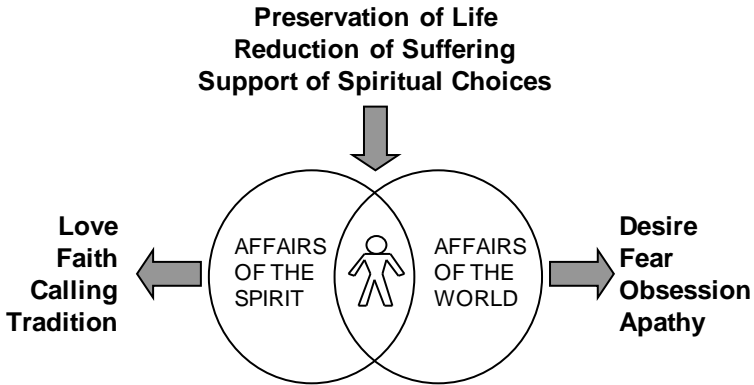 Preservation of Life
Reduction of Suffering
Support of Spiritual Choices
Love
Faith
Calling
Tradition
AFFAIRS
OF THE
SPIRIT
AFFAIRS
OF THE
WORLD
Desire
Fear
Obsession
Apathy